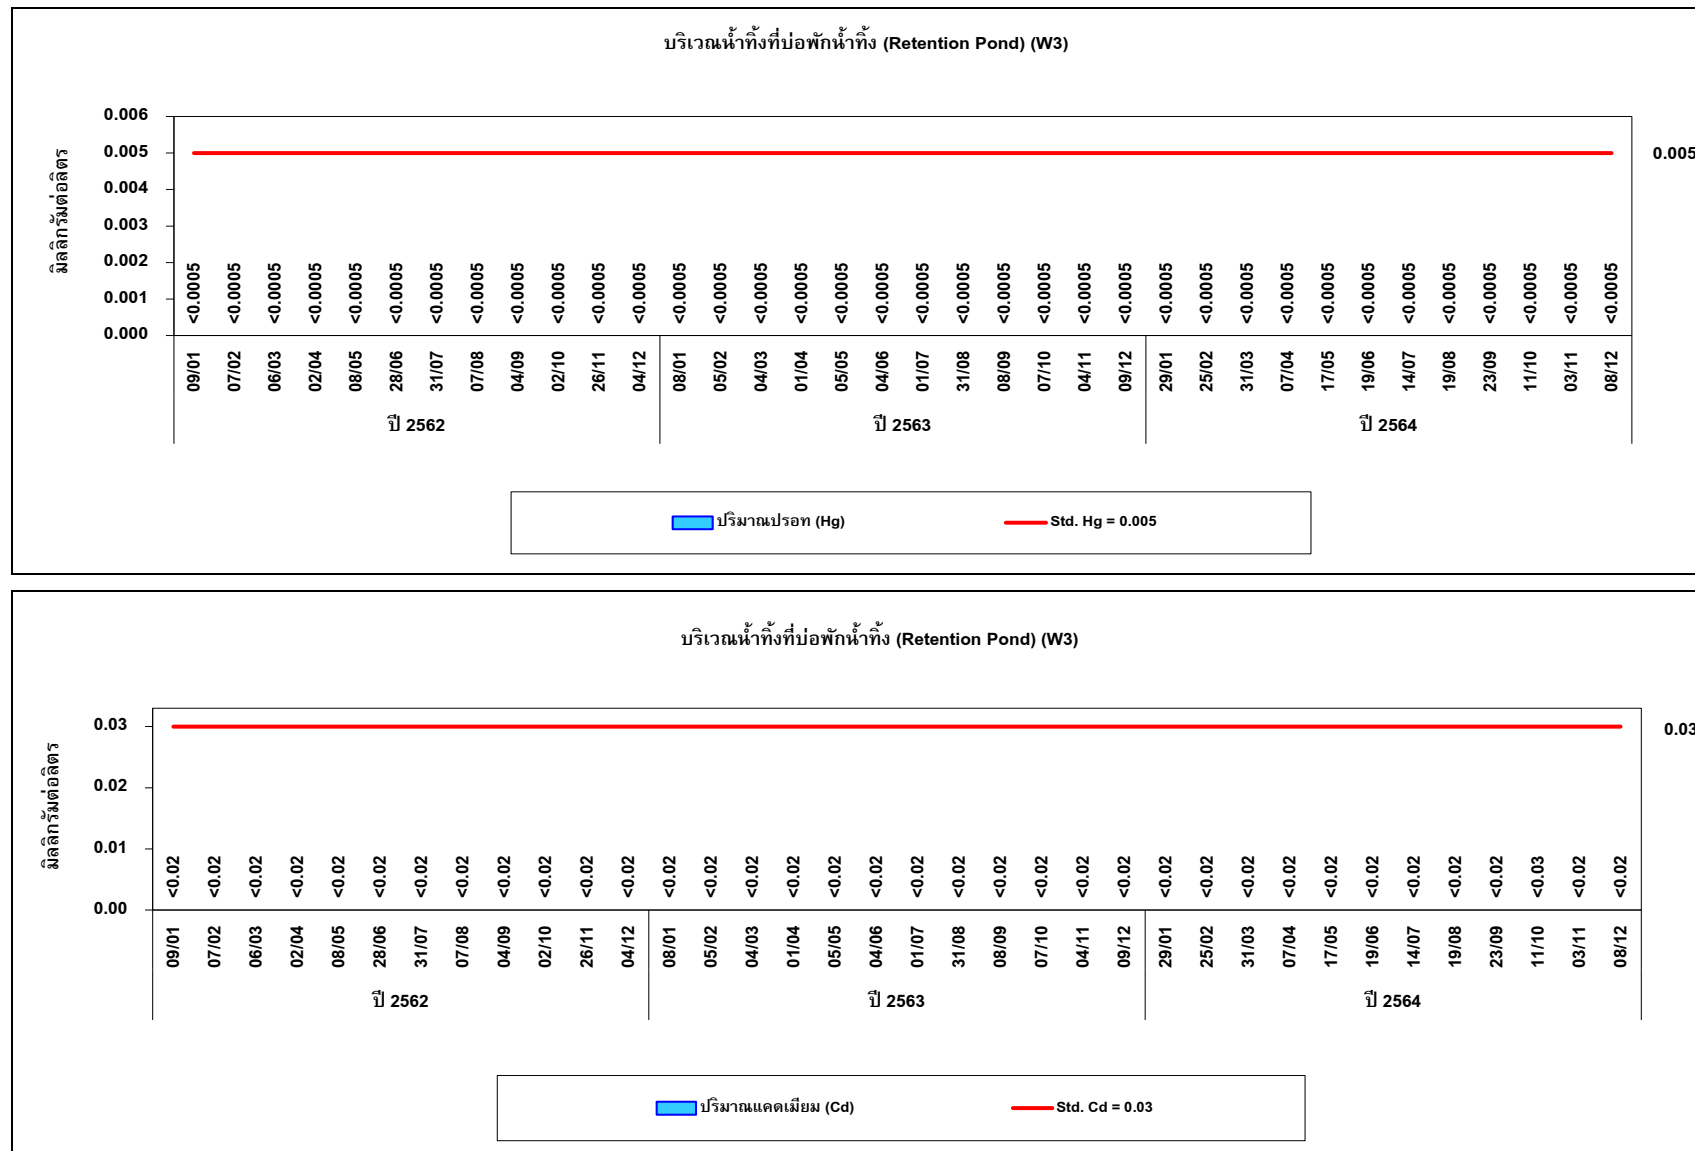 บริเวณน้ำทิ้งที่บ่อพักน้ำทิ้ง (Retention Pond) (W3)
มิลลิกรัมต่อลิตร
0.006
0.005
0.004
0.003
0.002
0.001
0.000
0.005
<0.0005 <0.0005 <0.0005 <0.0005 <0.0005 <0.0005 <0.0005 <0.0005 <0.0005 <0.0005 <0.0005 <0.0005 <0.0005 <0.0005 <0.0005 <0.0005 <0.0005 <0.0005 <0.0005 <0.0005 <0.0005 <0.0005 <0.0005 <0.0005 <0.0005 <0.0005 <0.0005 <0.0005 <0.0005 <0.0005 <0.0005 <0.0005 <0.0005 <0.0005 <0.0005 <0.0005
09/01 07/02 06/03 02/04 08/05 28/06 31/07 07/08 04/09 02/10 26/11 04/12 08/01 05/02 04/03 01/04 05/05 04/06 01/07 31/08 08/09 07/10 04/11 09/12 29/01 25/02 31/03 07/04 17/05 19/06 14/07 19/08 23/09 11/10 03/11 08/12
ปี 2562 ปี 2563 ปี 2564
ปริมาณปรอท (Hg) Std. Hg = 0.005
บริเวณน้ำทิ้งที่บ่อพักน้ำทิ้ง (Retention Pond) (W3)
มิลลิกรัมต่อลิตร
0.03
0.02
0.01
0.00
0.03
<0.02 <0.02 <0.02 <0.02 <0.02 <0.02 <0.02 <0.02 <0.02 <0.02 <0.02 <0.02 <0.02 <0.02 <0.02 <0.02 <0.02 <0.02 <0.02 <0.02 <0.02 <0.02 <0.02 <0.02 <0.02 <0.02 <0.02 <0.02 <0.02 <0.02 <0.02 <0.02 <0.02 <0.03 <0.02 <0.02
09/01 07/02 06/03 02/04 08/05 28/06 31/07 07/08 04/09 02/10 26/11 04/12 08/01 05/02 04/03 01/04 05/05 04/06 01/07 31/08 08/09 07/10 04/11 09/12 29/01 25/02 31/03 07/04 17/05 19/06 14/07 19/08 23/09 11/10 03/11 08/12
ปี 2562 ปี 2563 ปี 2564
ปริมาณแคดเมียม (Cd) Std. Cd = 0.03